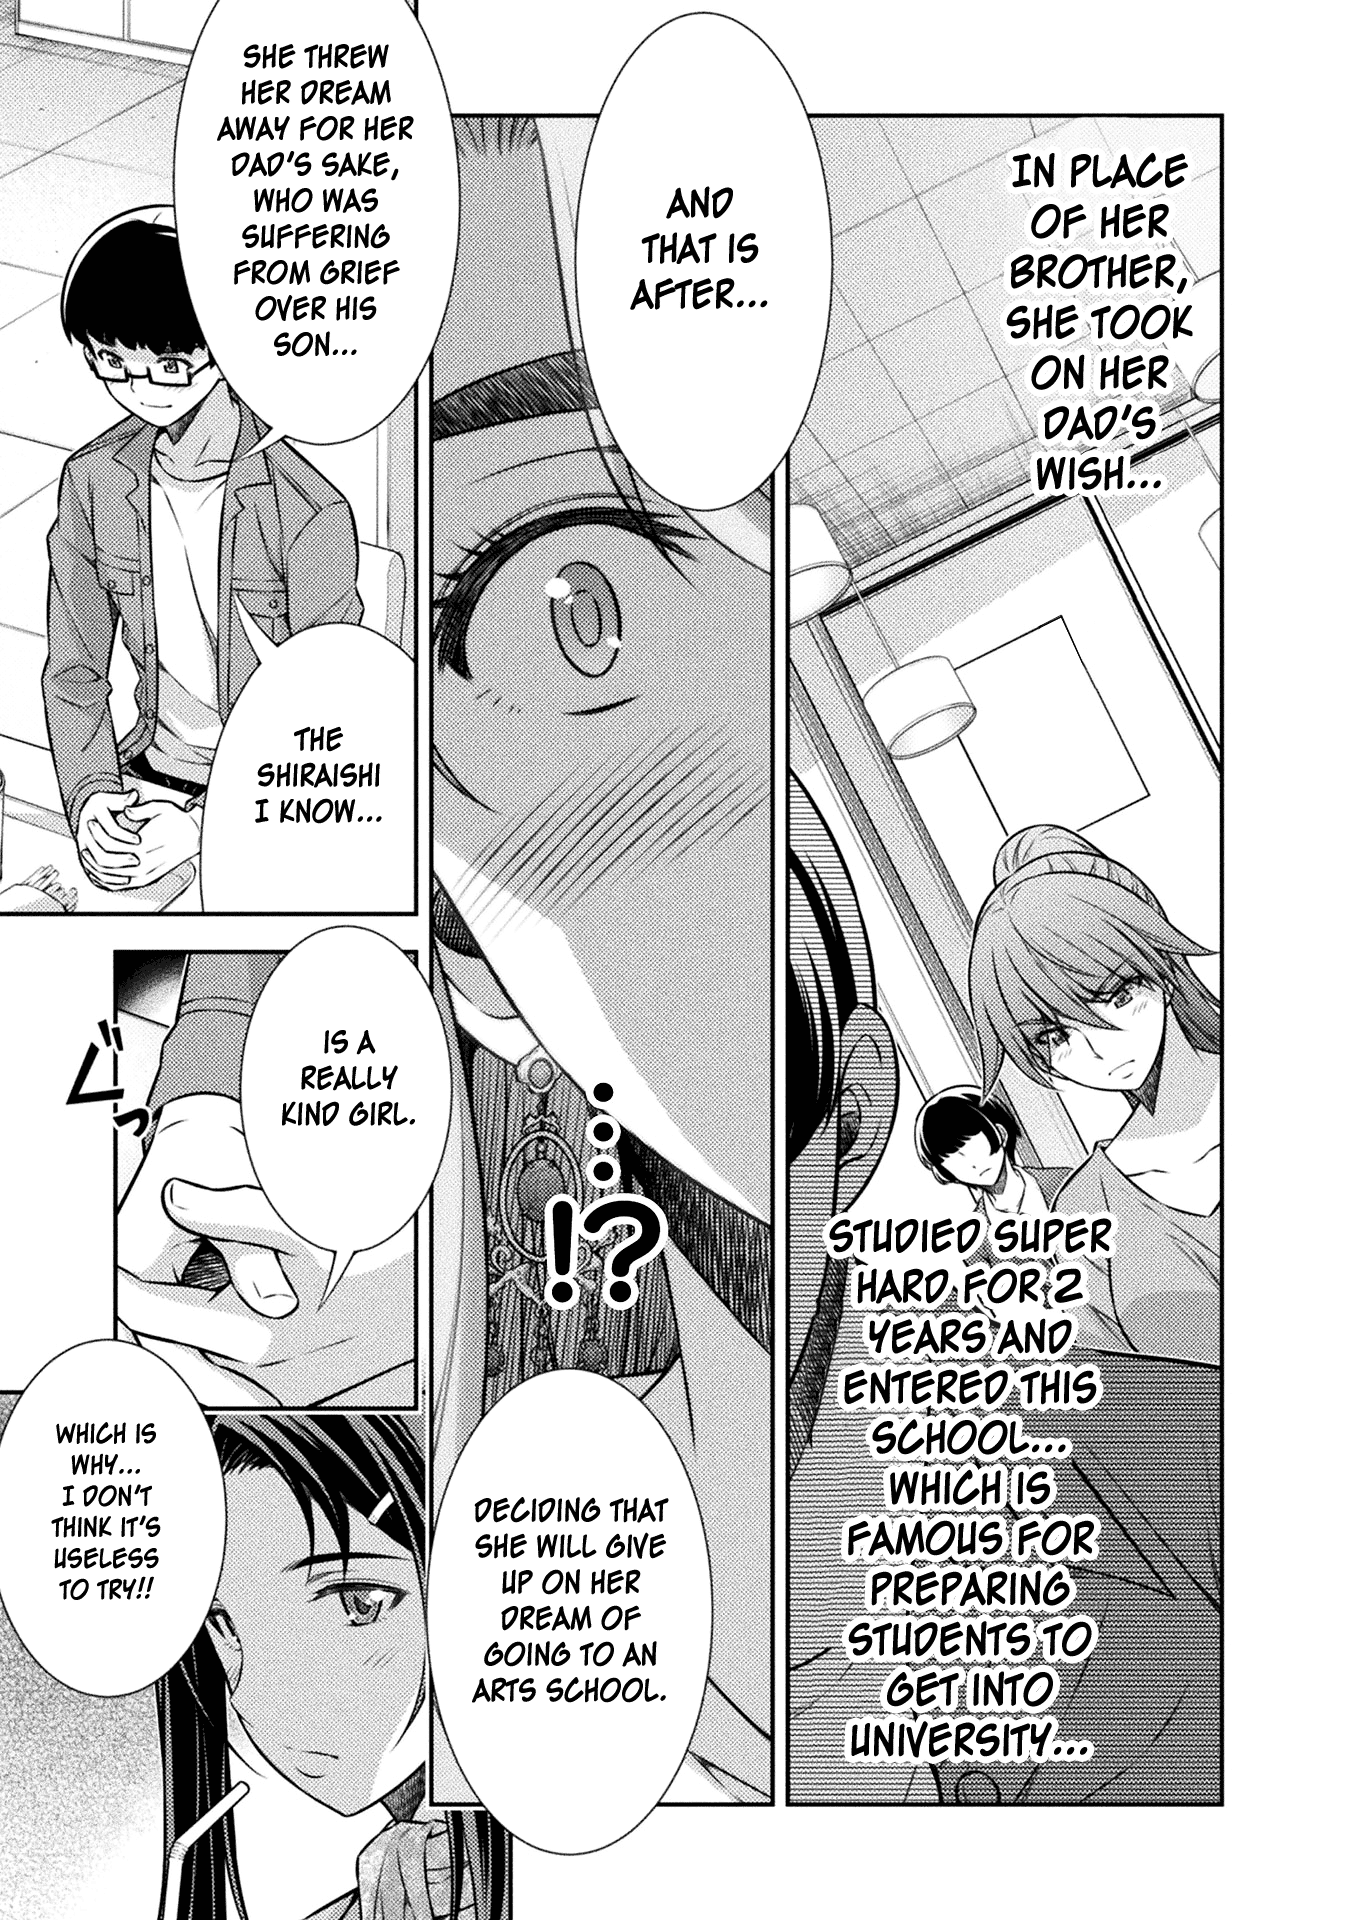 IN PLACE
OF HER
BROTHER,
SHE TOOK
ON HER
DAD'S
WISH...
STUDIED SUPER
HARD FOR 2
YEARS AND
ENTERED THIS
SCHOOL...
WHICH IS
FAMOUS FOR
PREPARING
STUDENTS TO
GET INTO
UNIVERSITY...
AND
THAT IS
AFTER...
...!?
DECIDING THAT
SHE WILL GIVE
UP ON HER
DREAM OF
GOING TO AN
ARTS SCHOOL.
SHE THREW
HER DREAM
AWAY FOR HER
DAD'S SAKE,
WHO WAS
SUFFERING
FROM GRIEF
OVER HIS
SON...
THE
SHIRAISHI
I KNOW...
IS A
REALLY
KIND GIRL.
ぐっ
WHICH IS
WHY...
I DON'T
THINK IT'S
USELESS
TO TRY!!